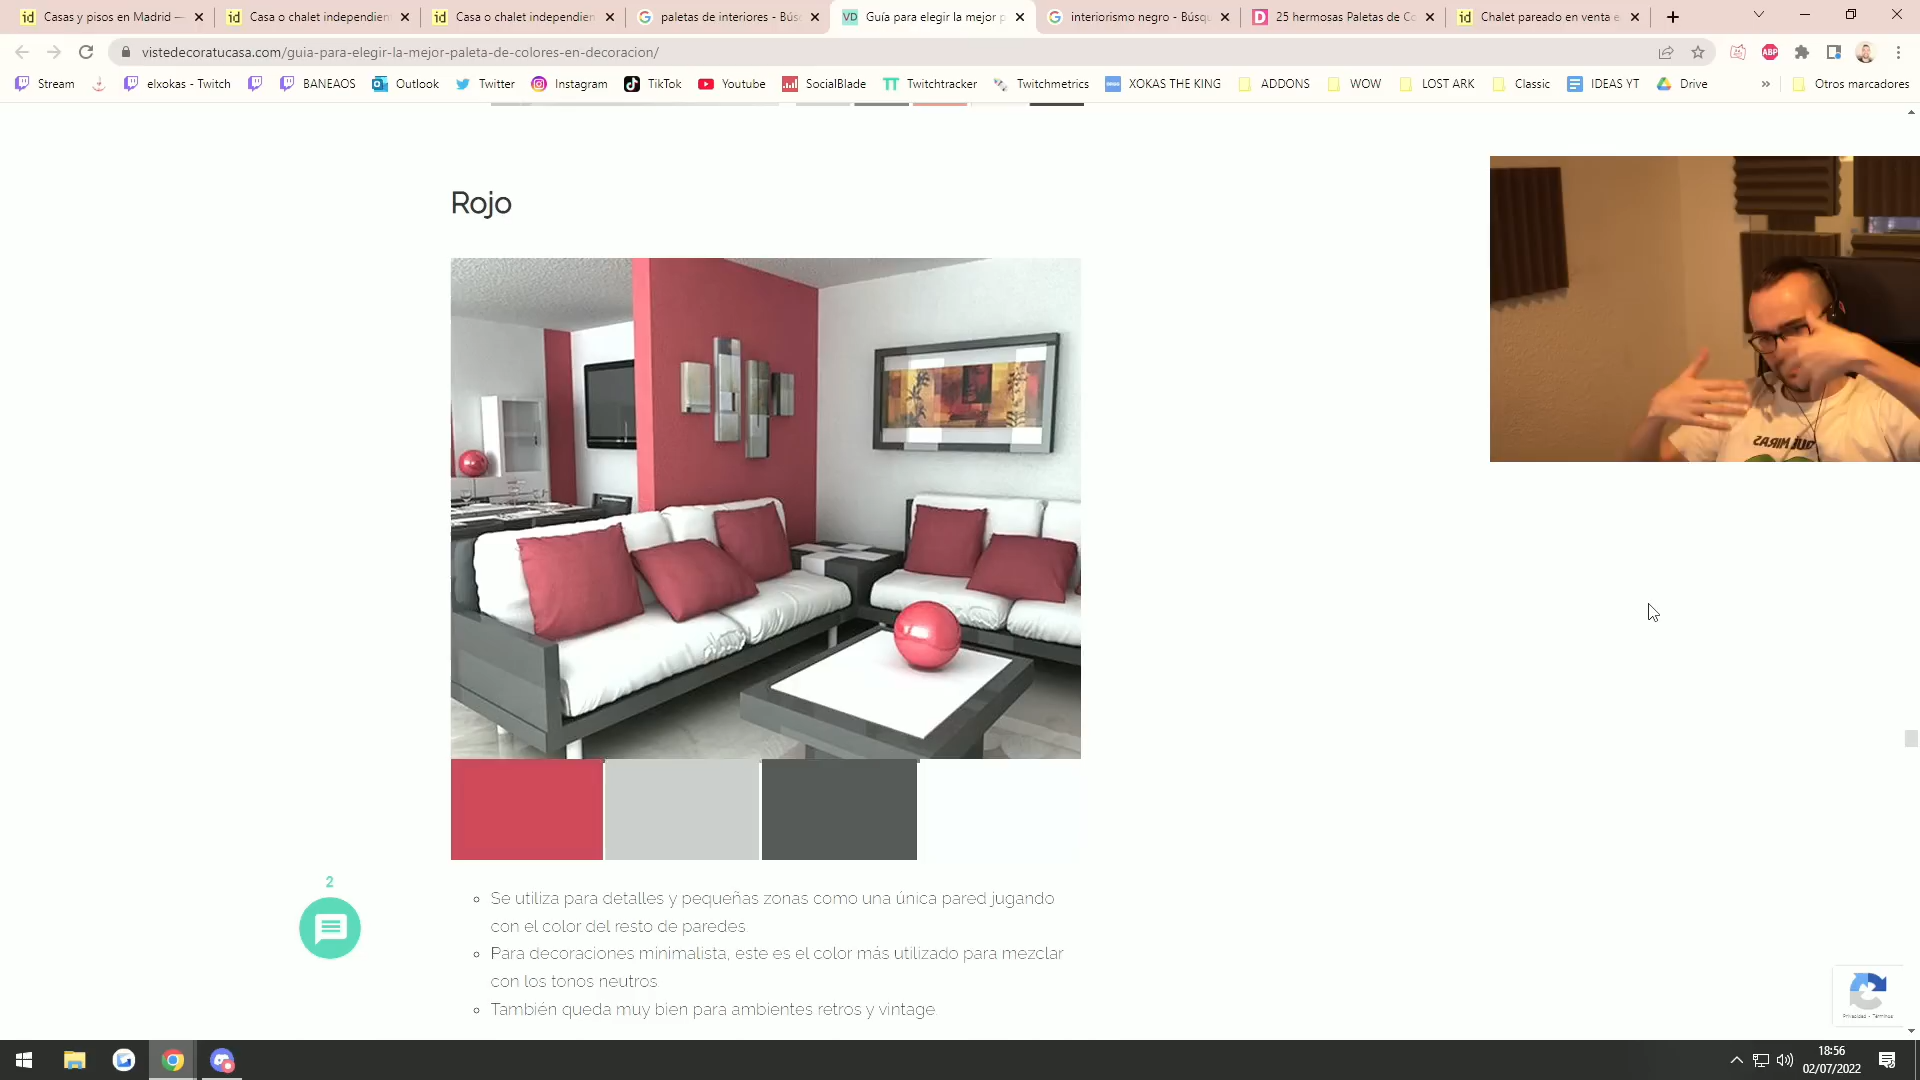 Casas y pisos en Madrid —
Casa o chalet independien
Casa o chalet independien
paletas de interiores - Búsq
Guía para elegir la mejor p
interiorismo negro - Búsqu
25 hermosas Paletas de Co
Chalet pareado en venta e
vistedecoratucasa.com/guia-para-elegir-la-mejor-paleta-de-colores-en-decoracion/
ABP
Stream
elxokas - Twitch
BANEAOS
Outlook
Twitter
Instagram
TikTok
Youtube
SocialBlade
Twitchtracker
Twitchmetrics
XOKAS THE KING
ADDONS
WOW
LOST ARK
Classic
IDEAS YT
Drive
»
Otros marcadores
Rojo
2
Se utiliza para detalles y pequeñas zonas como una única pared jugando
con el color del resto de paredes.
Para decoraciones minimalista, este es el color más utilizado para mezclar
con los tonos neutros.
También queda muy bien para ambientes retros y vintage.
Privacidad - Términos
18:56
02/07/2022